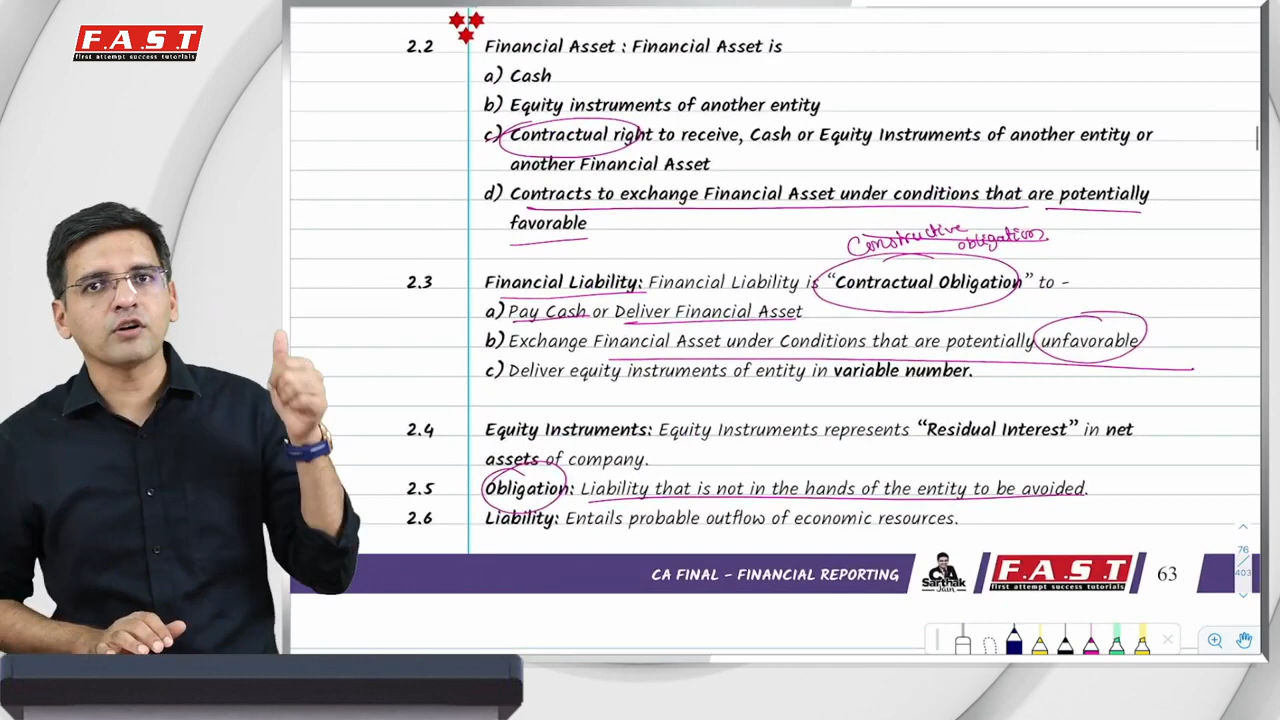 F.A.S.T
first attempt success tutorials
2.2 Financial Asset : Financial Asset is
a) Cash
b) Equity instruments of another entity
c) Contractual right to receive, Cash or Equity Instruments of another entity or
another Financial Asset
d) Contracts to exchange Financial Asset under conditions that are potentially
favorable
Constructive
obligations
2.3 Financial Liability: Financial Liability is “Contractual Obligation” to -
a) Pay Cash or Deliver Financial Asset
b) Exchange Financial Asset under Conditions that are potentially unfavorable
c) Deliver equity instruments of entity in variable number.
2.4 Equity Instruments: Equity Instruments represents “Residual Interest” in net
assets of company.
2.5 Obligation: Liability that is not in the hands of the entity to be avoided.
2.6 Liability: Entails probable outflow of economic resources.
CA FINAL – FINANCIAL REPORTING
CA
Sarthak
Jain
F.A.S.T
first attempt success tutorials
63
76
403